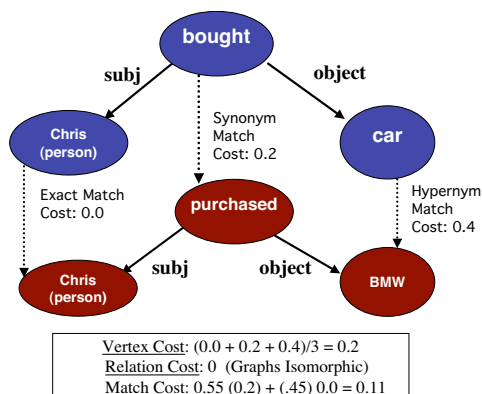 bought
subj
object
Synonym
Match
Cost: 0.2
Chris
(person)
car
Exact Match
Cost: 0.0
Hypernym
Match
Cost: 0.4
purchased
subj
object
Chris
(person)
BMW
Vertex Cost: (0.0 + 0.2 + 0.4)/3 = 0.2
Relation Cost: 0 (Graphs Isomorphic)
Match Cost: 0.55 (0.2) + (.45) 0.0 = 0.11